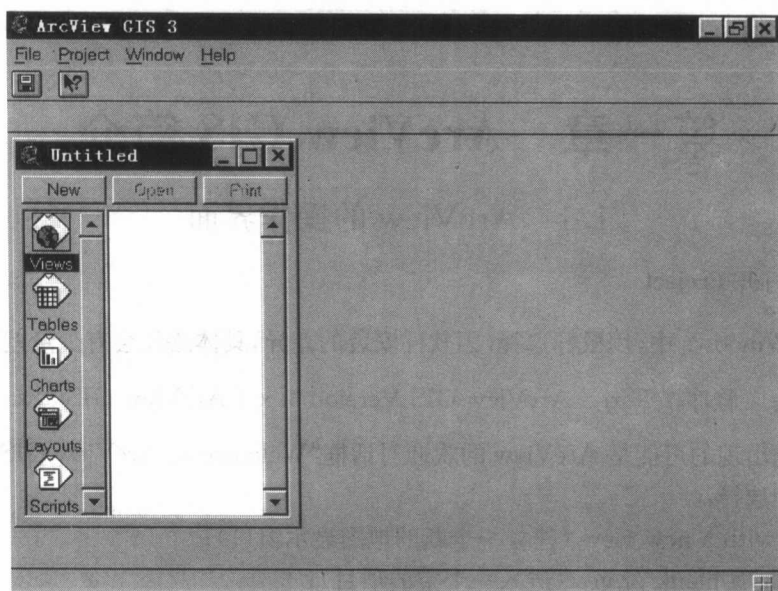 ArcView GIS 3
File Project Window Help
Untitled
New Open Print
Views
Tables
Charts
Layouts
Scripts